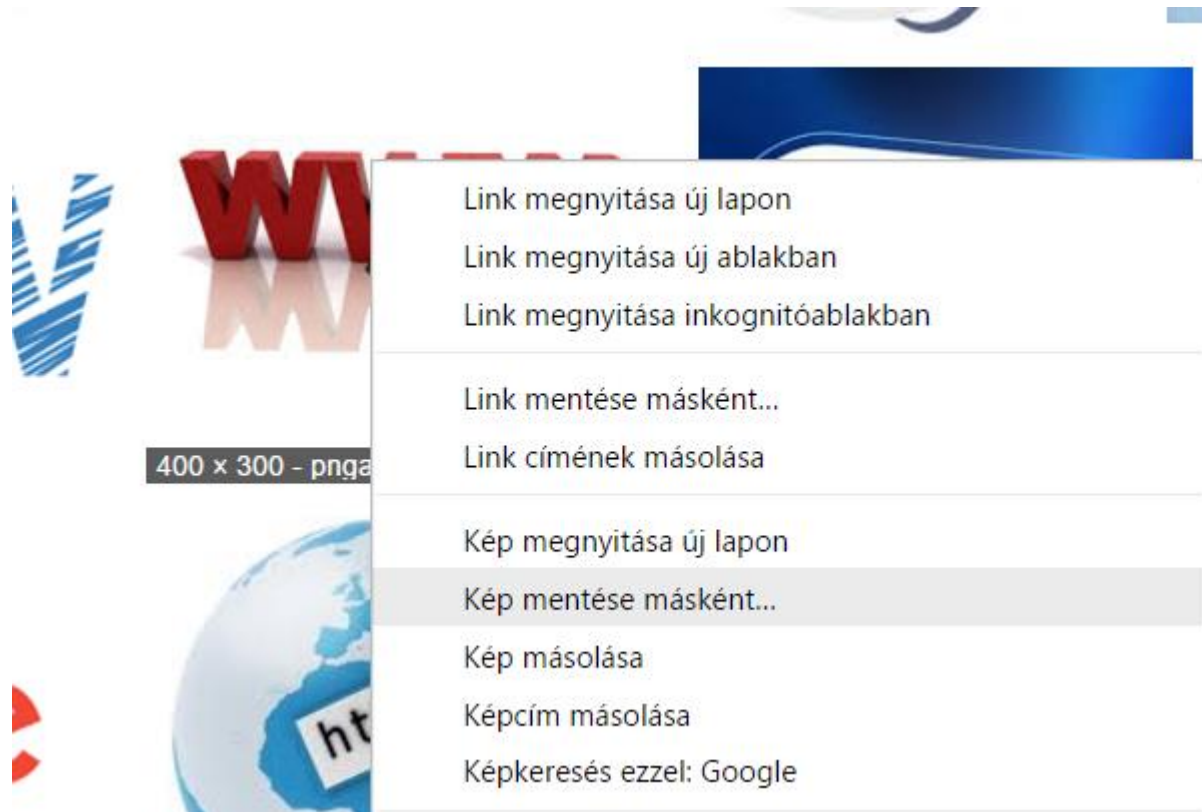 Link megnyitása új lapon
Link megnyitása új ablakban
Link megnyitása inkognitóablakban
Link mentése másként...
Link címének másolása
400 × 300 - pnga
Kép megnyitása új lapon
Kép mentése másként...
Kép másolása
Képcím másolása
Képkeresés ezzel: Google